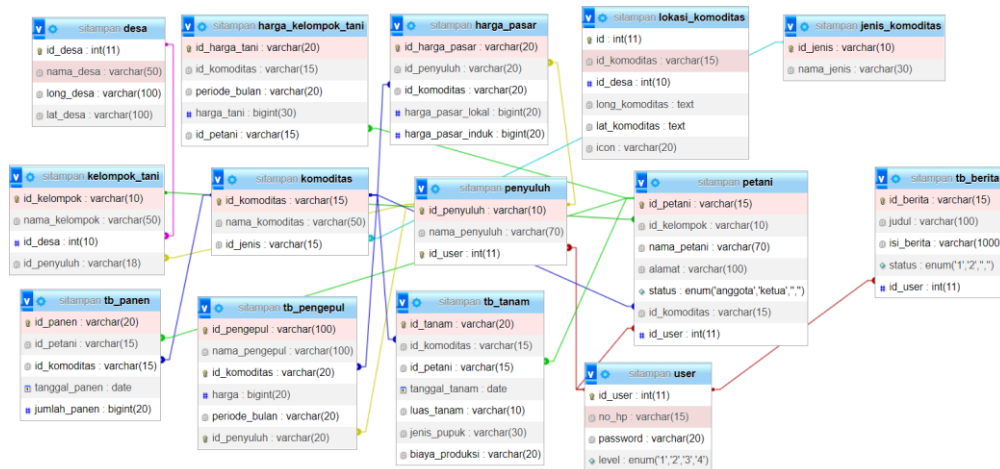 sitampan desa
id_desa : int(11)
nama_desa : varchar(50)
long_desa : varchar(100)
lat_desa : varchar(100)
sitampan harga_kelompok_tani
id_harga_tani : varchar(20)
id_komoditas : varchar(15)
periode_bulan : varchar(20)
harga_tani : bigint(30)
id_petani : varchar(15)
sitampan harga_pasar
id_harga_pasar : varchar(20)
id_penyuluh : varchar(20)
id_komoditas : varchar(20)
harga_pasar_lokal : bigint(20)
harga_pasar_induk : bigint(20)
sitampan lokasi_komoditas
id : int(11)
id_komoditas : varchar(15)
id_desa : int(10)
long_komoditas : text
lat_komoditas : text
icon : varchar(20)
sitampan jenis_komoditas
id_jenis : varchar(10)
nama_jenis : varchar(30)
sitampan kelompok_tani
id_kelompok : varchar(10)
nama_kelompok : varchar(50)
id_desa : int(10)
id_penyuluh : varchar(18)
sitampan komoditas
id_komoditas : varchar(15)
nama_komoditas : varchar(50)
id_jenis : varchar(15)
sitampan penyuluh
id_penyuluh : varchar(10)
nama_penyuluh : varchar(70)
id_user : int(11)
sitampan petani
id_petani : varchar(15)
id_kelompok : varchar(10)
nama_petani : varchar(70)
alamat : varchar(100)
status : enum('anggota','ketua','','')
id_komoditas : varchar(15)
id_user : int(11)
sitampan tb_berita
id_berita : varchar(15)
judul : varchar(100)
isi_berita : varchar(1000
status : enum('1','2','','')
id_user : int(11)
sitampan tb_panen
id_panen : varchar(20)
id_petani : varchar(15)
id_komoditas : varchar(15)
tanggal_panen : date
jumlah_panen : bigint(20)
sitampan tb_pengepul
id_pengepul : varchar(100)
nama_pengepul : varchar(100)
id_komoditas : varchar(20)
harga : bigint(20)
periode_bulan : varchar(20)
id_penyuluh : varchar(20)
sitampan tb_tanam
id_tanam : varchar(20)
id_komoditas : varchar(15)
id_petani : varchar(15)
tanggal_tanam : date
luas_tanam : varchar(10)
jenis_pupuk : varchar(30)
biaya_produksi : varchar(20)
sitampan user
id_user : int(11)
no_hp : varchar(15)
password : varchar(20)
level : enum('1','2','3','4')